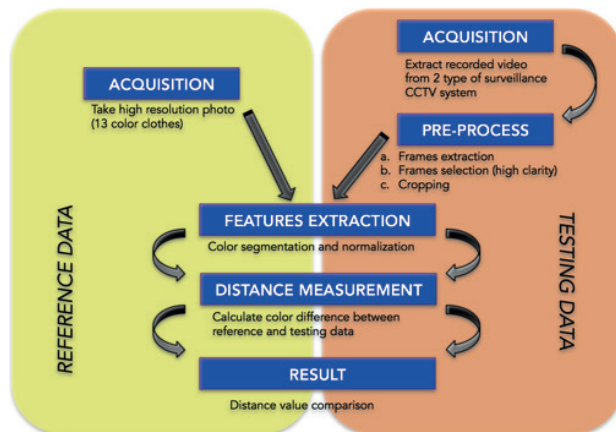 ACQUISITION
Take high resolution photo
(13 color clothes)
ACQUISITION
Extract recorded video
from 2 type of surveillance
CCTV system
PRE-PROCESS
a. Frames extraction
b. Frames selection (high clarity)
c. Cropping
FEATURES EXTRACTION
Color segmentation and normalization
DISTANCE MEASUREMENT
Calculate color difference between
reference and testing data
RESULT
Distance value comparison
REFERENCE DATA
TESTING DATA